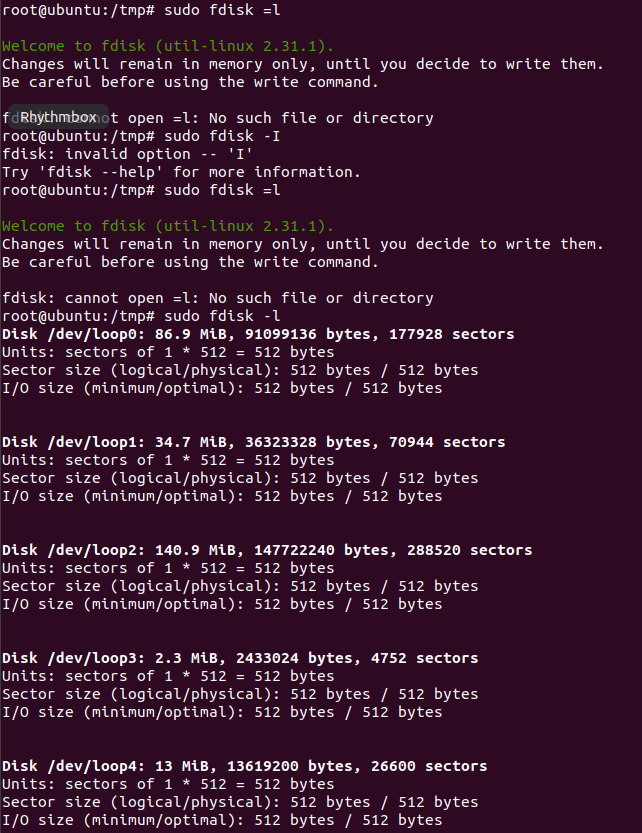 root@ubuntu:/tmp# sudo fdisk =l
Welcome to fdisk (util-linux 2.31.1).
Changes will remain in memory only, until you decide to write them.
Be careful before using the write command.
Rhythmbox
t open =l: No such file or directory
root@ubuntu:/tmp# sudo fdisk -I
fdisk: invalid option -- 'I'
Try 'fdisk --help' for more information.
root@ubuntu:/tmp# sudo fdisk =l
Welcome to fdisk (util-linux 2.31.1).
Changes will remain in memory only, until you decide to write them.
Be careful before using the write command.
fdisk: cannot open =l: No such file or directory
root@ubuntu:/tmp# sudo fdisk -l
Disk /dev/loop0: 86.9 MiB, 91099136 bytes, 177928 sectors
Units: sectors of 1 * 512 = 512 bytes
Sector size (logical/physical): 512 bytes / 512 bytes
I/O size (minimum/optimal): 512 bytes / 512 bytes
Disk /dev/loop1: 34.7 MiB, 36323328 bytes, 70944 sectors
Units: sectors of 1 * 512 = 512 bytes
Sector size (logical/physical): 512 bytes / 512 bytes
I/O size (minimum/optimal): 512 bytes / 512 bytes
Disk /dev/loop2: 140.9 MiB, 147722240 bytes, 288520 sectors
Units: sectors of 1 * 512 = 512 bytes
Sector size (logical/physical): 512 bytes / 512 bytes
I/O size (minimum/optimal): 512 bytes / 512 bytes
Disk /dev/loop3: 2.3 MiB, 2433024 bytes, 4752 sectors
Units: sectors of 1 * 512 = 512 bytes
Sector size (logical/physical): 512 bytes / 512 bytes
I/O size (minimum/optimal): 512 bytes / 512 bytes
Disk /dev/loop4: 13 MiB, 13619200 bytes, 26600 sectors
Units: sectors of 1 * 512 = 512 bytes
Sector size (logical/physical): 512 bytes / 512 bytes
I/O size (minimum/optimal): 512 bytes / 512 bytes